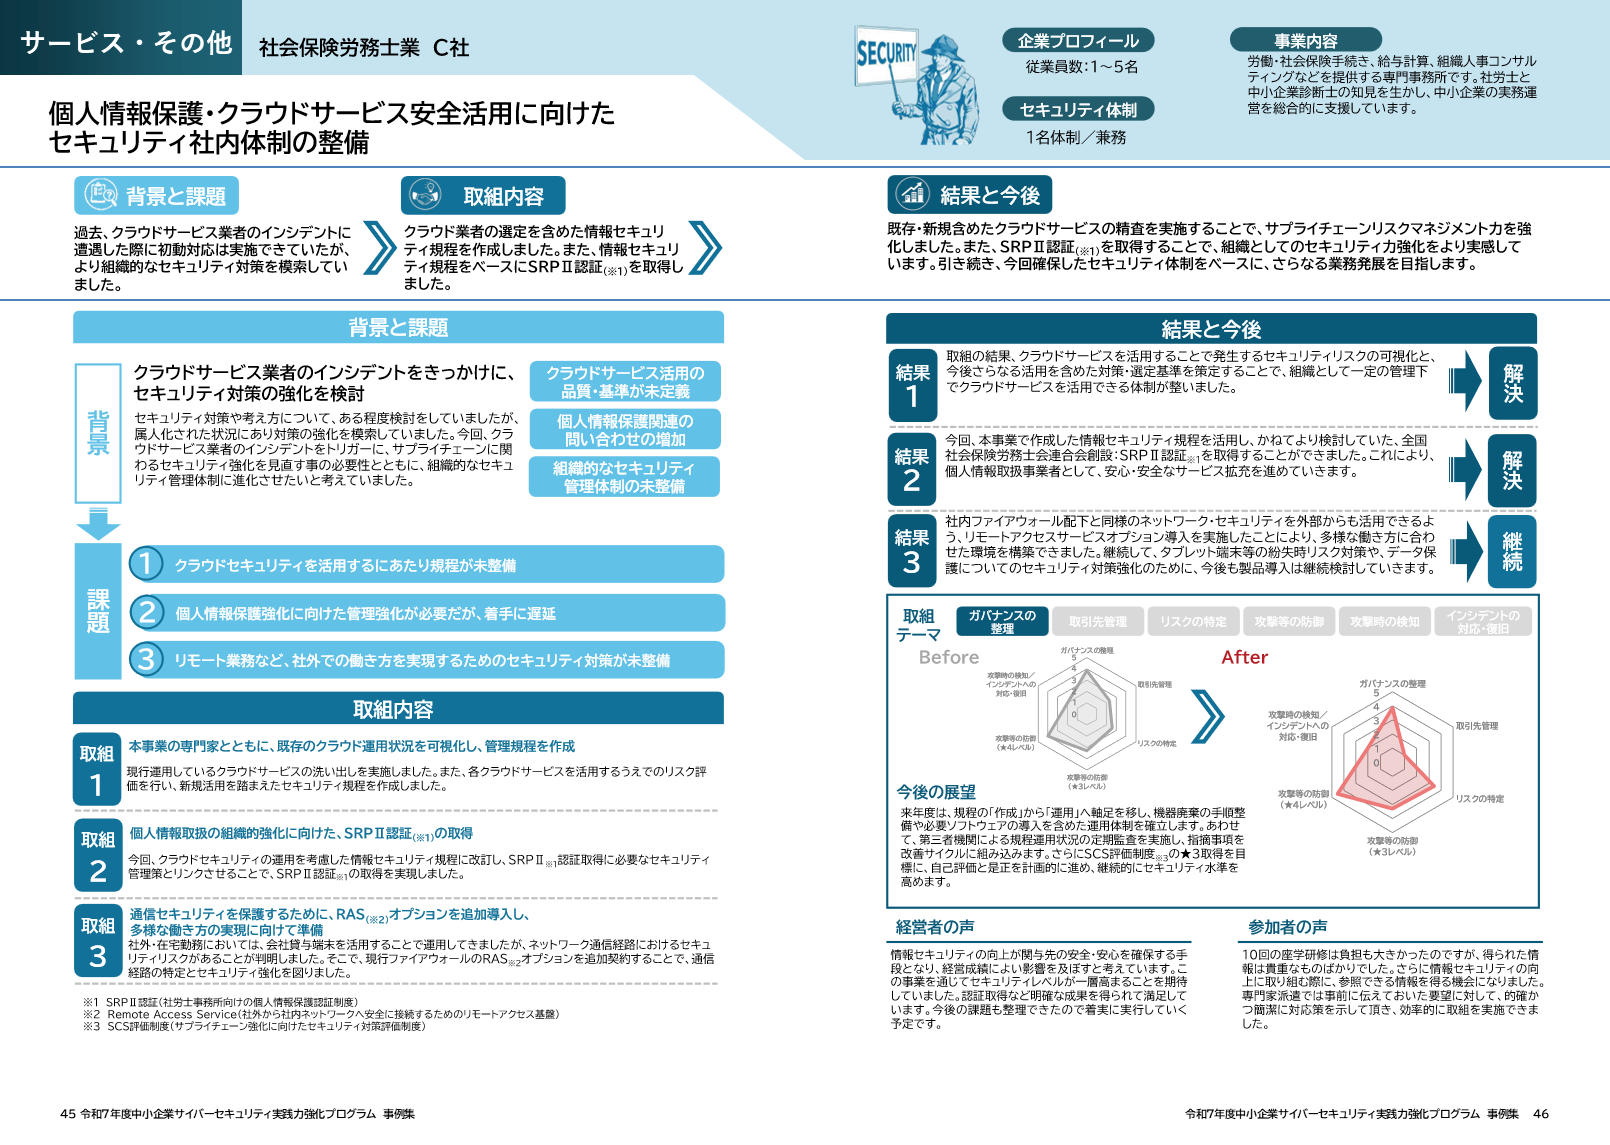 サービス・その他
社会保険労務士業 C社
個人情報保護・クラウドサービス安全活用に向けた
セキュリティ社内体制の整備
SECURITY
企業プロフィール
従業員数：1～5名
セキュリティ体制
1名体制／兼務
事業内容
労働・社会保険手続き、給与計算、組織人事コンサル
ティングなどを提供する専門事務所です。社労士と
中小企業診断士の知見を生かし、中小企業の実務運
営を総合的に支援しています。
背景と課題
過去、クラウドサービス業者のインシデントに
遭遇した際に初動対応は実施できていたが、
より組織的なセキュリティ対策を模索してい
ました。
取組内容
クラウド業者の選定を含めた情報セキュリ
ティ規程を作成しました。また、情報セキュリ
ティ規程をベースにSRPⅡ認証(※1)を取得し
ました。
結果と今後
既存・新規含めたクラウドサービスの精査を実施することで、サプライチェーンリスクマネジメント力を強
化しました。また、SRPⅡ認証(※1)を取得することで、組織としてのセキュリティ力強化をより実感して
います。引き続き、今回確保したセキュリティ体制をベースに、さらなる業務発展を目指します。
背景と課題
背景
クラウドサービス業者のインシデントをきっかけに、
セキュリティ対策の強化を検討
セキュリティ対策や考え方について、ある程度検討をしていましたが、
属人化された状況にあり対策の強化を模索していました。今回、クラ
ウドサービス業者のインシデントをトリガーに、サプライチェーンに関
わるセキュリティ強化を見直す事の必要性とともに、組織的なセキュ
リティ管理体制に進化させたいと考えていました。
クラウドサービス活用の
品質・基準が未定義
個人情報保護関連の
問い合わせの増加
組織的なセキュリティ
管理体制の未整備
課題
1 クラウドセキュリティを活用するにあたり規程が未整備
2 個人情報保護強化に向けた管理強化が必要だが、着手に遅延
3 リモート業務など、社外での働き方を実現するためのセキュリティ対策が未整備
取組内容
取組
1
本事業の専門家とともに、既存のクラウド運用状況を可視化し、管理規程を作成
現行運用しているクラウドサービスの洗い出しを実施しました。また、各クラウドサービスを活用するうえでのリスク評
価を行い、新規活用を踏まえたセキュリティ規程を作成しました。
取組
2
個人情報取扱の組織的強化に向けた、SRPⅡ認証(※1)の取得
今回、クラウドセキュリティの運用を考慮した情報セキュリティ規程に改訂し、SRPⅡ※1認証取得に必要なセキュリティ
管理策とリンクさせることで、SRPⅡ認証※1の取得を実現しました。
取組
3
通信セキュリティを保護するために、RAS(※2)オプションを追加導入し、
多様な働き方の実現に向けて準備
社外・在宅勤務においては、会社貸与端末を活用することで運用してきましたが、ネットワーク通信経路におけるセキュ
リティリスクがあることが判明しました。そこで、現行ファイアウォールのRAS※2オプションを追加契約することで、通信
経路の特定とセキュリティ強化を図りました。
※1 SRPⅡ認証(社労士事務所向けの個人情報保護認証制度)
※2 Remote Access Service(社外から社内ネットワークへ安全に接続するためのリモートアクセス基盤)
※3 SCS評価制度(サプライチェーン強化に向けたセキュリティ対策評価制度)
結果と今後
結果
1
取組の結果、クラウドサービスを活用することで発生するセキュリティリスクの可視化と、
今後さらなる活用を含めた対策・選定基準を策定することで、組織として一定の管理下
でクラウドサービスを活用できる体制が整いました。
解決
結果
2
今回、本事業で作成した情報セキュリティ規程を活用し、かねてより検討していた、全国
社会保険労務士会連合会創設：SRPⅡ認証※1を取得することができました。これにより、
個人情報取扱事業者として、安心・安全なサービス拡充を進めていきます。
解決
結果
3
社内ファイアウォール配下と同様のネットワーク・セキュリティを外部からも活用できるよ
う、リモートアクセスサービスオプション導入を実施したことにより、多様な働き方に合わ
せた環境を構築できました。継続して、タブレット端末等の紛失時リスク対策や、データ保
護についてのセキュリティ対策強化のために、今後も製品導入は継続検討していきます。
継続
取組
テーマ
ガバナンスの
整理
取引先管理
リスクの特定
攻撃等の防御
攻撃時の検知
インシデントの
対応・復旧
Before
ガバナンスの整理
5
4
3
2
1
0
取引先管理
リスクの特定
攻撃等の防御
(★3レベル)
攻撃等の防御
(★4レベル)
攻撃時の検知／
インシデントへの
対応・復旧
After
ガバナンスの整理
5
4
3
2
1
0
取引先管理
リスクの特定
攻撃等の防御
(★3レベル)
攻撃等の防御
(★4レベル)
攻撃時の検知／
インシデントへの
対応・復旧
今後の展望
来年度は、規程の「作成」から「運用」へ軸足を移し、機器廃棄の手順整
備や必要ソフトウェアの導入を含めた運用体制を確立します。あわせ
て、第三者機関による規程運用状況の定期監査を実施し、指摘事項を
改善サイクルに組み込みます。さらにSCS評価制度※3の★3取得を目
標に、自己評価と是正を計画的に進め、継続的にセキュリティ水準を
高めます。
経営者の声
情報セキュリティの向上が関与先の安全・安心を確保する手
段となり、経営成績によい影響を及ぼすと考えています。こ
の事業を通じてセキュリティレベルが一層高まることを期待
していました。認証取得など明確な成果を得られて満足して
います。今後の課題も整理できたので着実に実行していく
予定です。
参加者の声
10回の座学研修は負担も大きかったのですが、得られた情
報は貴重なものばかりでした。さらに情報セキュリティの向
上に取り組む際に、参照できる情報を得る機会になりました。
専門家派遣では事前に伝えておいた要望に対して、的確か
つ簡潔に対応策を示して頂き、効率的に取組を実施できま
した。
45 令和7年度中小企業サイバーセキュリティ実践力強化プログラム 事例集
令和7年度中小企業サイバーセキュリティ実践力強化プログラム 事例集 46